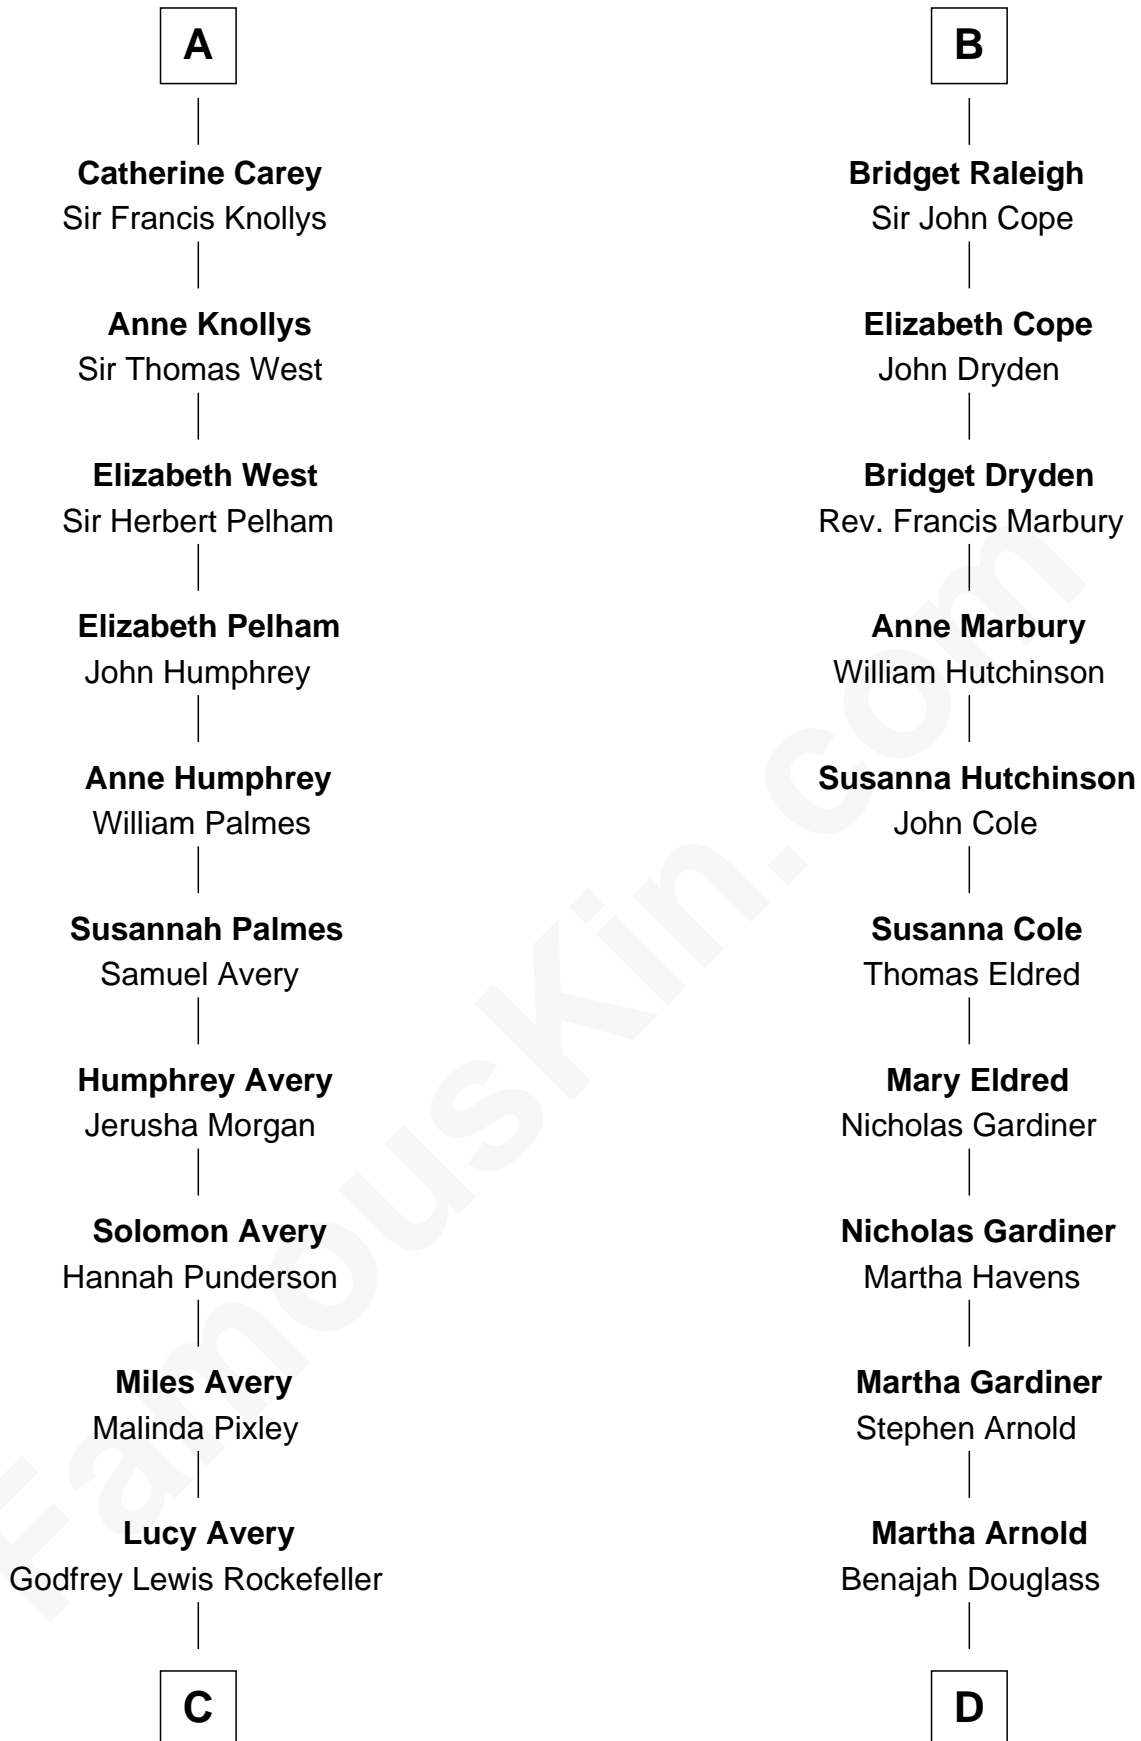 A
Catherine Carey
Sir Francis Knollys
Anne Knollys
Sir Thomas West
Elizabeth West
Sir Herbert Pelham
Elizabeth Pelham
John Humphrey
Anne Humphrey
William Palmes
Susannah Palmes
Samuel Avery
Humphrey Avery
Jerusha Morgan
Solomon Avery
Hannah Punderson
Miles Avery
Malinda Pixley
Lucy Avery
Godfrey Lewis Rockefeller
C
B
Bridget Raleigh
Sir John Cope
Elizabeth Cope
John Dryden
Bridget Dryden
Rev. Francis Marbury
Anne Marbury
William Hutchinson
Susanna Hutchinson
John Cole
Susanna Cole
Thomas Eldred
Mary Eldred
Nicholas Gardiner
Nicholas Gardiner
Martha Havens
Martha Gardiner
Stephen Arnold
Martha Arnold
Benajah Douglass
D
FamousKin.com